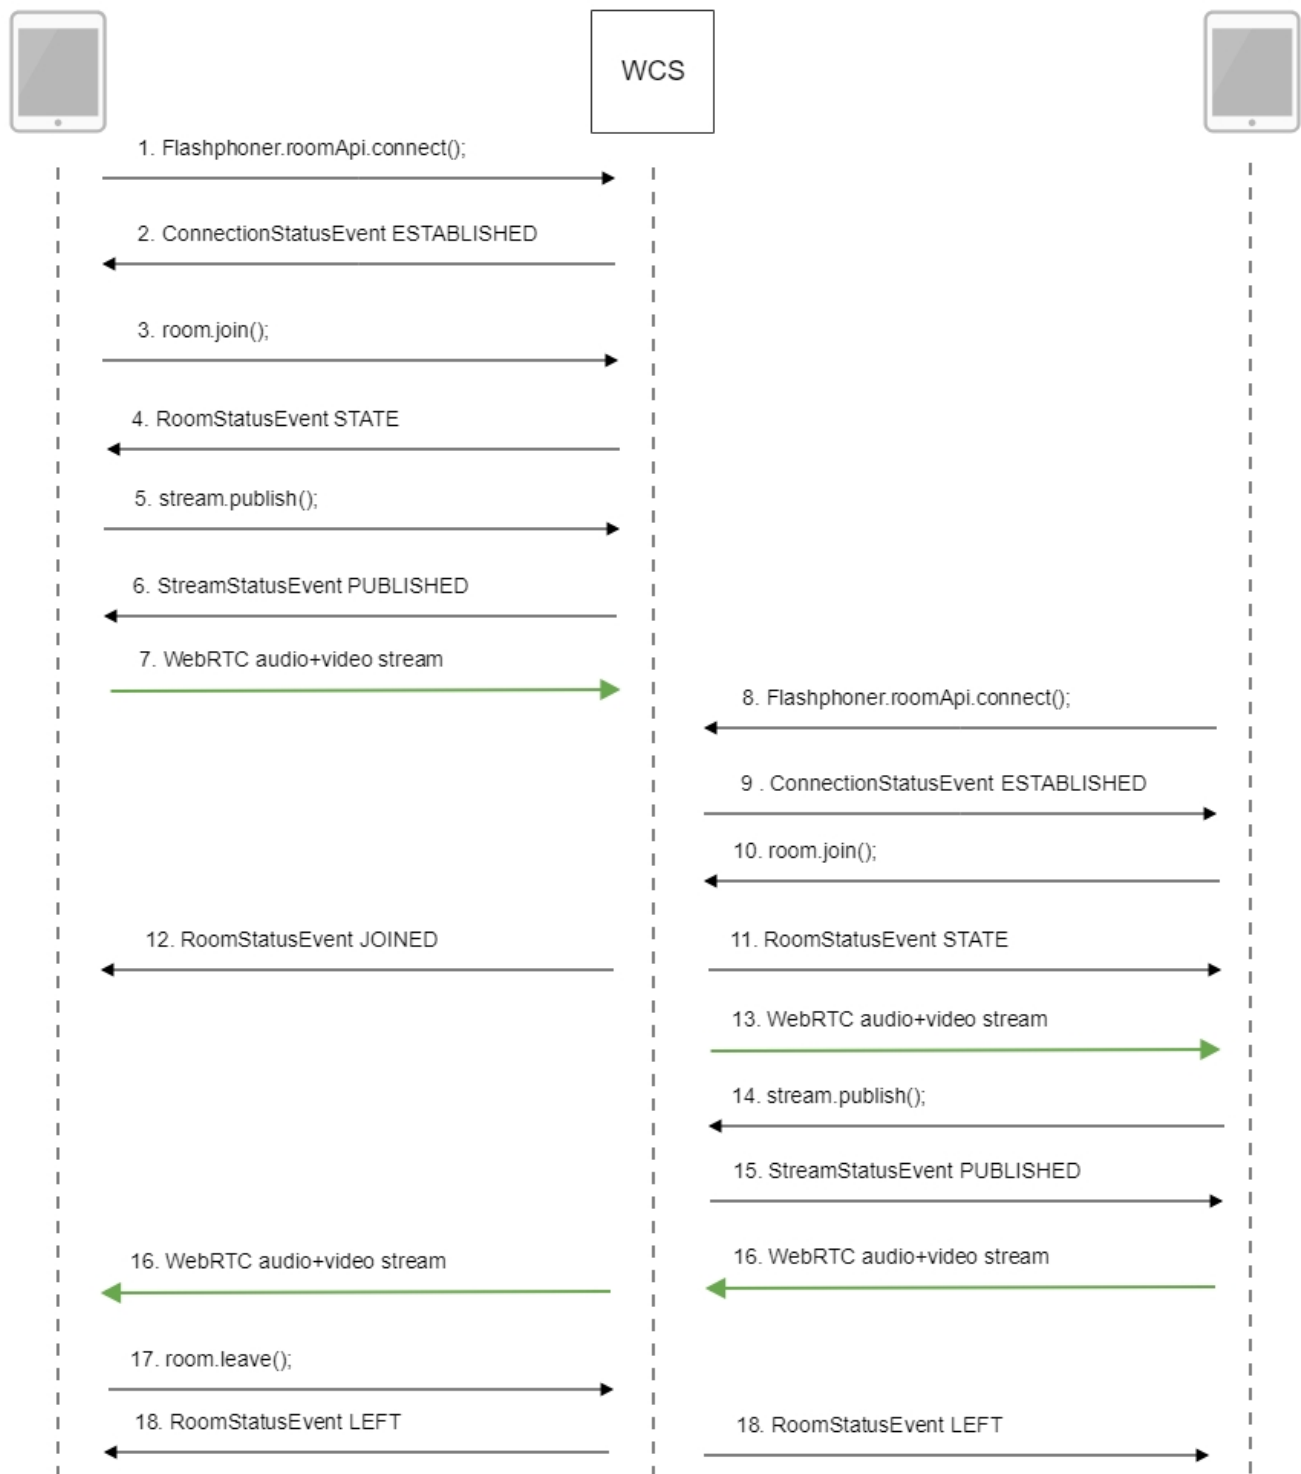 WCS
1. Flashphoner.roomApi.connect();
2. ConnectionStatusEvent ESTABLISHED
3. room.join();
4. RoomStatusEvent STATE
5. stream.publish();
6. StreamStatusEvent PUBLISHED
7. WebRTC audio+video stream
8. Flashphoner.roomApi.connect();
9 . ConnectionStatusEvent ESTABLISHED
10. room.join();
12. RoomStatusEvent JOINED
11. RoomStatusEvent STATE
13. WebRTC audio+video stream
14. stream.publish();
15. StreamStatusEvent PUBLISHED
16. WebRTC audio+video stream
16. WebRTC audio+video stream
17. room.leave();
18. RoomStatusEvent LEFT
18. RoomStatusEvent LEFT